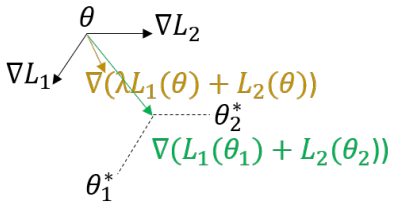 θ
∇L₂
∇L₁
∇(λL₁(θ) + L₂(θ))
θ₂*
∇(L₁(θ₁) + L₂(θ₂))
θ₁*